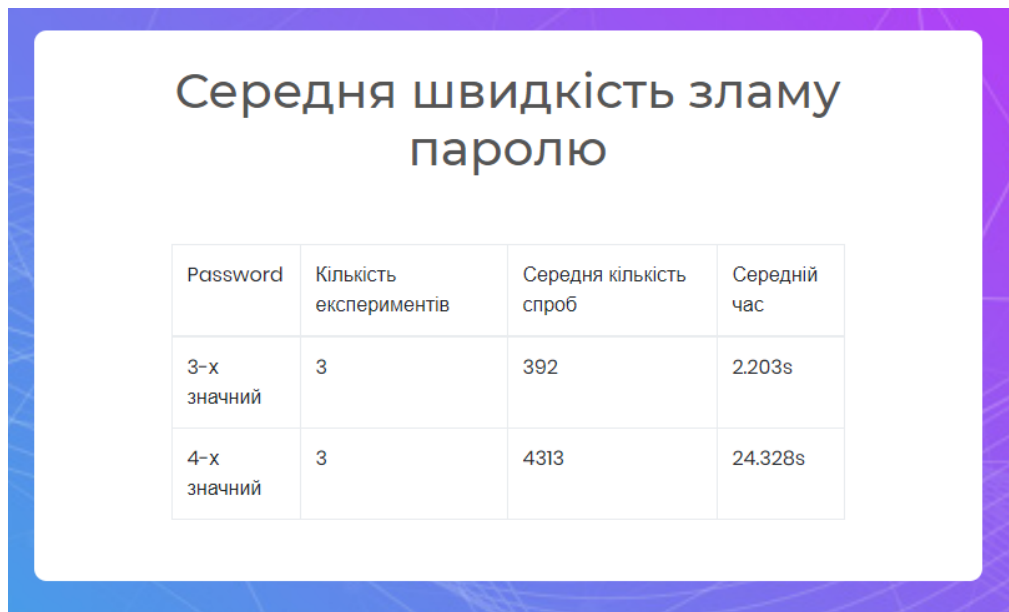 Середня швидкість зламу
паролю
Password
Кількість
експериментів
Середня кількість
спроб
Середній
час
3-х
значний
3
392
2.203s
4-х
значний
3
4313
24.328s